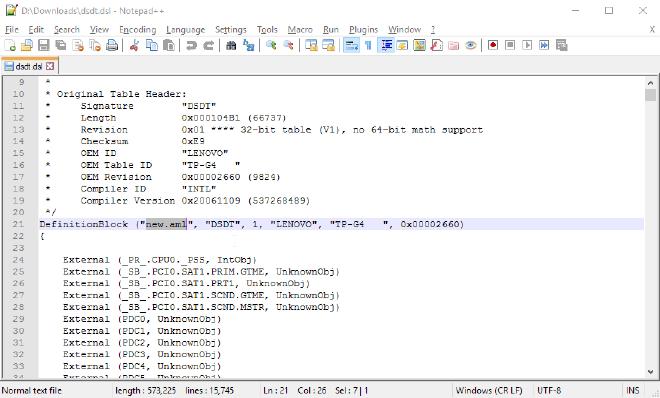 D:\Downloads\dsdt.dsl - Notepad++
File Edit Search View Encoding Language Settings Tools Macro Run Plugins Window ? X
dsdt.dsl
9 *
10 * Original Table Header:
11 * Signature "DSDT"
12 * Length 0x000104B1 (66737)
13 * Revision 0x01 **** 32-bit table (V1), no 64-bit math support
14 * Checksum 0xE9
15 * OEM ID "LENOVO"
16 * OEM Table ID "TP-G4   "
17 * OEM Revision 0x00002660 (9824)
18 * Compiler ID "INTL"
19 * Compiler Version 0x20061109 (537268489)
20 */
21 DefinitionBlock ("new.aml", "DSDT", 1, "LENOVO", "TP-G4   ", 0x00002660)
22 {
23
24 External (_PR_.CPU0._PSS, IntObj)
25 External (_SB_.PCI0.SAT1.PRIM.GTME, UnknownObj)
26 External (_SB_.PCI0.SAT1.PRT1, UnknownObj)
27 External (_SB_.PCI0.SAT1.SCND.GTME, UnknownObj)
28 External (_SB_.PCI0.SAT1.SCND.MSTR, UnknownObj)
29 External (PDC0, UnknownObj)
30 External (PDC1, UnknownObj)
31 External (PDC2, UnknownObj)
32 External (PDC3, UnknownObj)
33 External (PDC4, UnknownObj)
34 External (PDC5, UnknownObj)
Normal text file length : 573,225 lines : 15,745 Ln : 21 Col : 26 Sel : 7 | 1 Windows (CR LF) UTF-8 INS